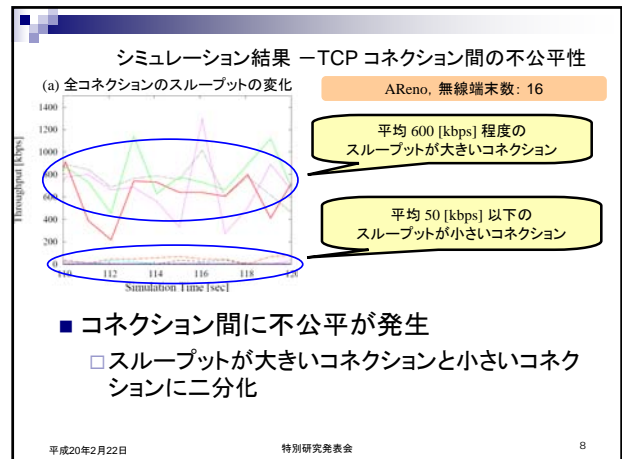 シミュレーション結果 －TCP コネクション間の不公平性
(a) 全コネクションのスループットの変化
AReno, 無線端末数: 16
1400
1200
1000
800
600
400
200
0
Throughput [kbps]
110 112 114 116 118 120
Simulation Time [sec]
平均 600 [kbps] 程度の
スループットが大きいコネクション
平均 50 [kbps] 以下の
スループットが小さいコネクション
コネクション間に不公平が発生
スループットが大きいコネクションと小さいコネク
ションに二分化
平成20年2月22日 特別研究発表会 8